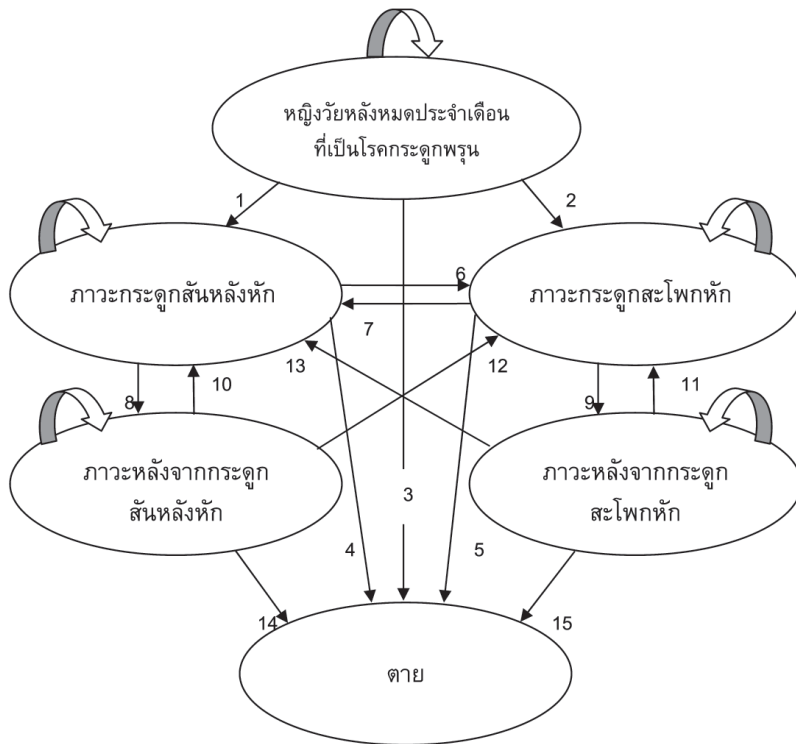 หญิงวัยหลังหมดประจำเดือน
ที่เป็นโรคกระดูกพรุน
1
2
ภาวะกระดูกสันหลังหัก
6
7
ภาวะกระดูกสะโพกหัก
8
10
13
12
9
11
ภาวะหลังจากกระดูก
สันหลังหัก
ภาวะหลังจากกระดูก
สะโพกหัก
3
4
5
14
15
ตาย